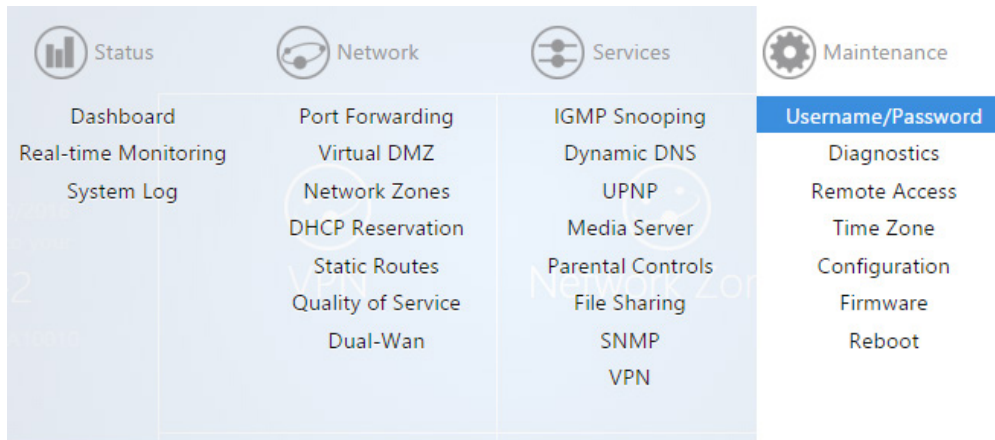 Status
Network
Services
Maintenance
Dashboard
Real-time Monitoring
System Log
Port Forwarding
Virtual DMZ
Network Zones
DHCP Reservation
Static Routes
Quality of Service
Dual-Wan
IGMP Snooping
Dynamic DNS
UPNP
Media Server
Parental Controls
File Sharing
SNMP
VPN
Username/Password
Diagnostics
Remote Access
Time Zone
Configuration
Firmware
Reboot
2
VPN